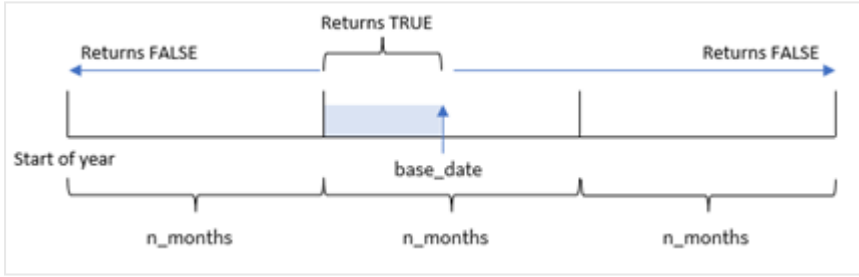 Returns TRUE
Returns FALSE
Returns FALSE
Start of year
base_date
n_months
n_months
n_months